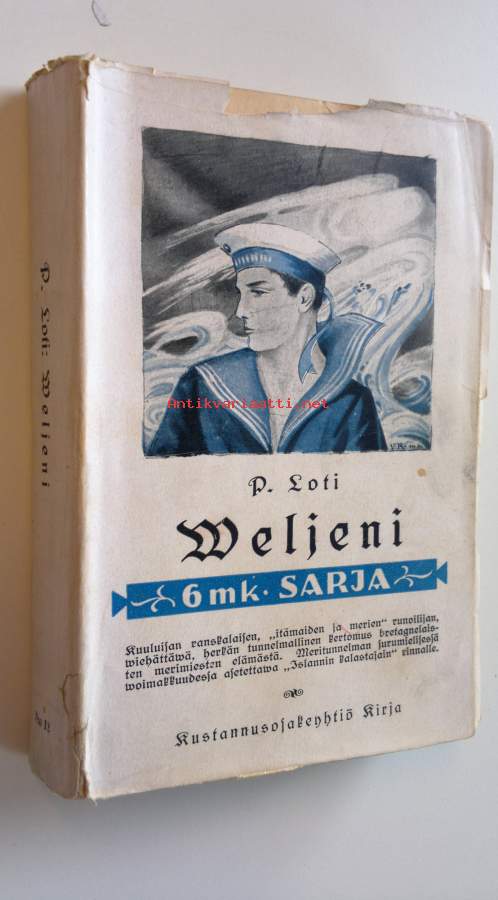 P. Loti
Weljeni
6 mk. SARJA
Kuuluisan ranskalaisen, „itämaiden ja merien" runoilijan,
wiehättäwä, herkän tunnelmallinen kertomus bretagnelais-
ten merimiesten elämästä. Meritunnelman surumielisessä
woimakkuudessa asetettawa „Islannin kalastajain" rinnalle.
Kustannusosakeyhtiö Kirja
P. Loti: Weljeni
Antikvariaatti.net